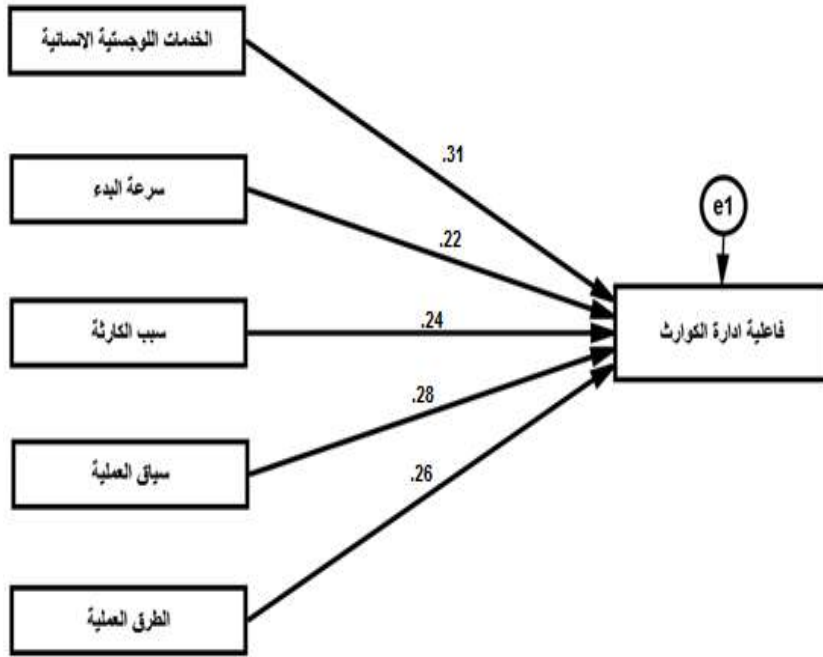 الخدمات اللوجستية الانسانية
.31
سرعة البدء
e1
.22
سبب الكارثة
.24
فاعلية ادارة الكوارث
.28
سياق العملية
.26
الطرق العملية